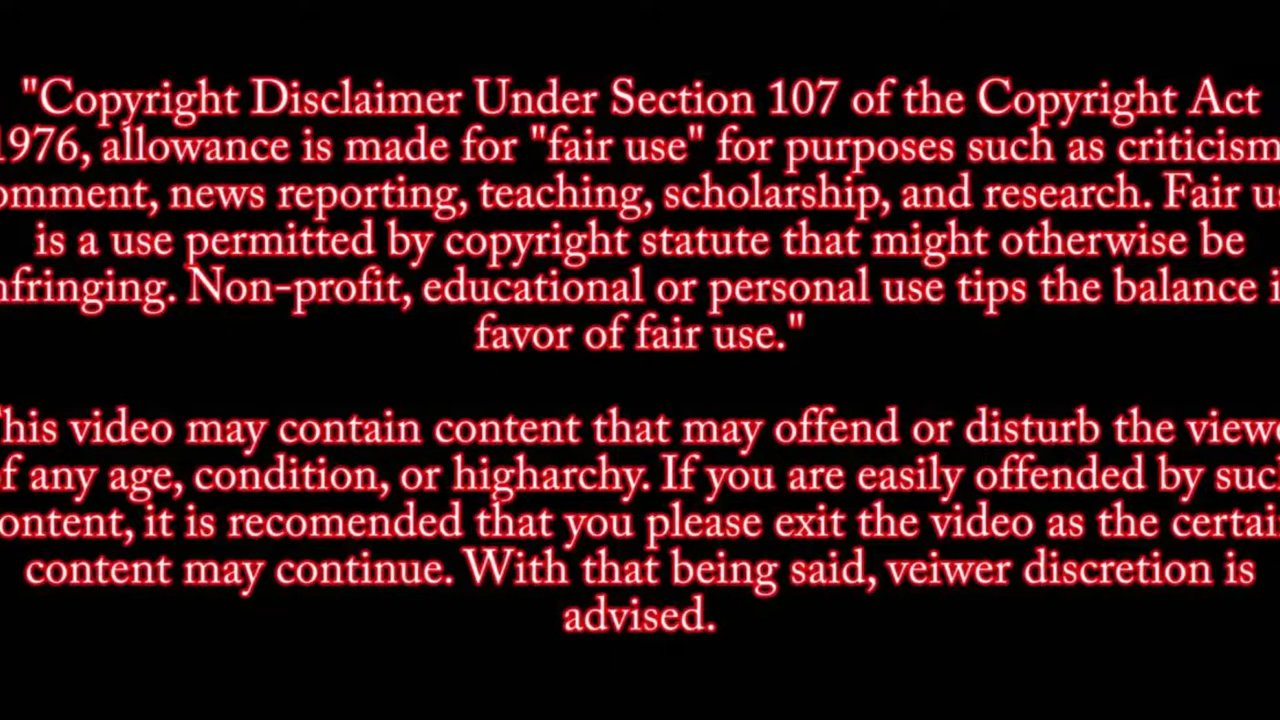 "Copyright Disclaimer Under Section 107 of the Copyright Act
1976, allowance is made for "fair use" for purposes such as criticism
omment, news reporting, teaching, scholarship, and research. Fair u
is a use permitted by copyright statute that might otherwise be
nfringing. Non-profit, educational or personal use tips the balance i
favor of fair use."
his video may contain content that may offend or disturb the viewe
f any age, condition, or higharchy. If you are easily offended by suc
ontent, it is recomended that you please exit the video as the certai
content may continue. With that being said, veiwer discretion is
advised.